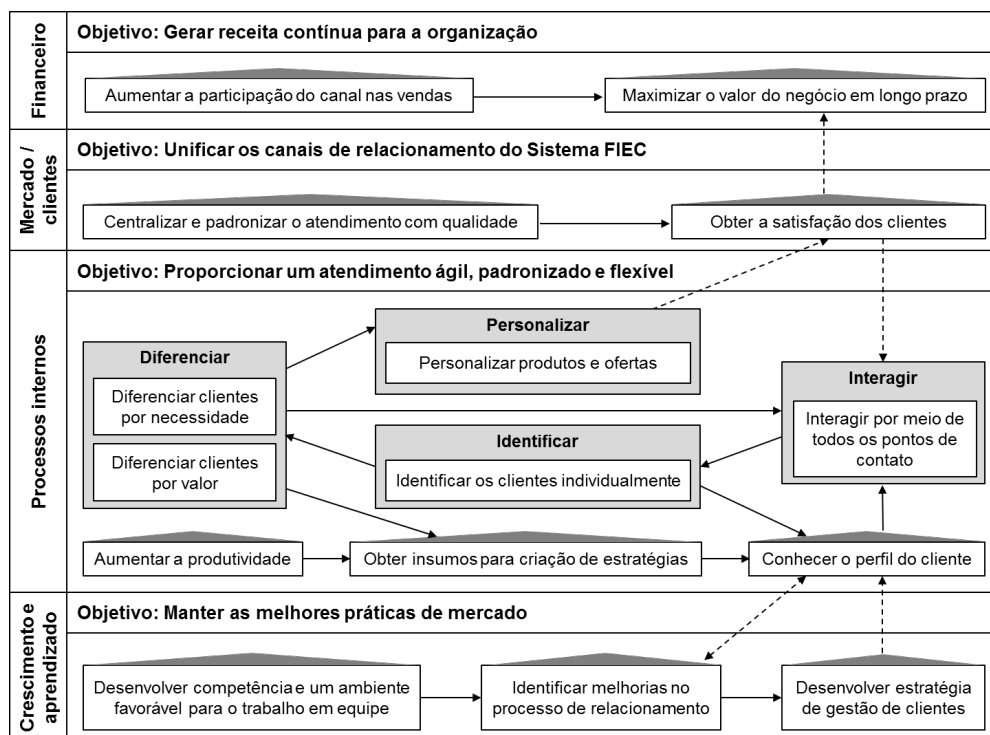 Financeiro
Objetivo: Gerar receita contínua para a organização
Aumentar a participação do canal nas vendas
Maximizar o valor do negócio em longo prazo
Mercado /
clientes
Objetivo: Unificar os canais de relacionamento do Sistema FIEC
Centralizar e padronizar o atendimento com qualidade
Obter a satisfação dos clientes
Processos internos
Objetivo: Proporcionar um atendimento ágil, padronizado e flexível
Diferenciar
Diferenciar clientes
por necessidade
Diferenciar clientes
por valor
Personalizar
Personalizar produtos e ofertas
Identificar
Identificar os clientes individualmente
Interagir
Interagir por meio de
todos os pontos de
contato
Aumentar a produtividade
Obter insumos para criação de estratégias
Conhecer o perfil do cliente
Crescimento e
aprendizado
Objetivo: Manter as melhores práticas de mercado
Desenvolver competência e um ambiente
favorável para o trabalho em equipe
Identificar melhorias no
processo de relacionamento
Desenvolver estratégia
de gestão de clientes